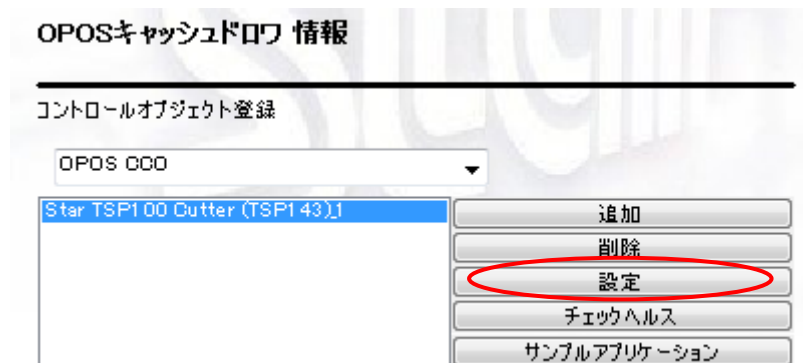 OPOSキャッシュドロワ 情報
コントロールオブジェクト登録
OPOS CCO
Star TSP100 Cutter (TSP143)_1
追加
削除
設定
チェックヘルス
サンプルアプリケーション